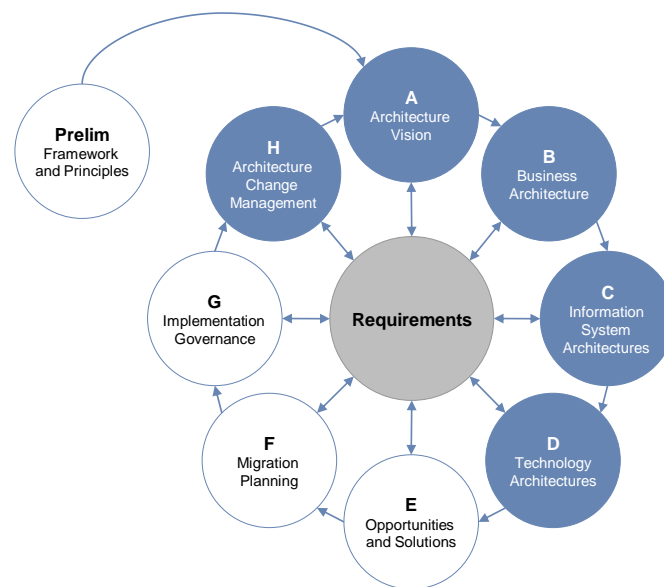 Prelim
Framework
and Principles
A
Architecture
Vision
B
Business
Architecture
C
Information
System
Architectures
D
Technology
Architectures
E
Opportunities
and Solutions
F
Migration
Planning
G
Implementation
Governance
H
Architecture
Change
Management
Requirements